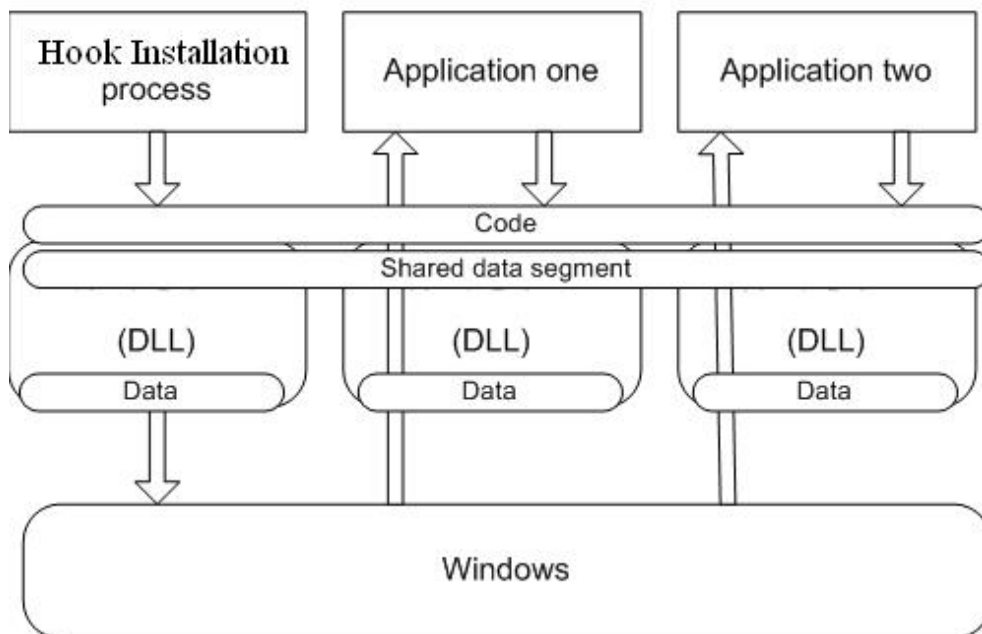 Hook Installation
process
Application one
Application two
Code
Shared data segment
(DLL)
(DLL)
(DLL)
Data
Data
Data
Windows